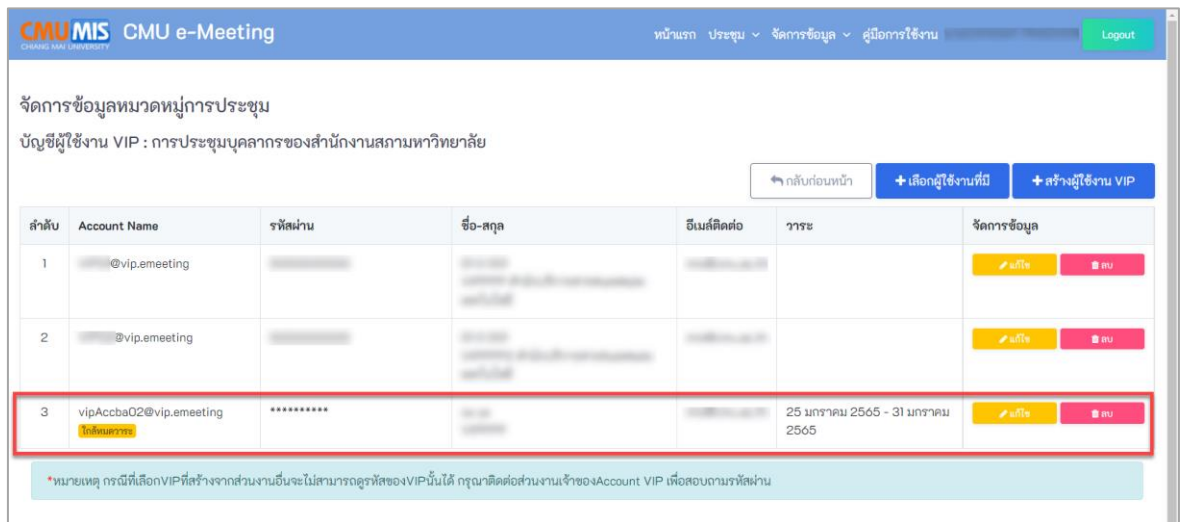 CMU MIS CMU e-Meeting หน้าแรก ประชุม จัดการข้อมูล คู่มือการใช้งาน Logout
CHIANG MAI UNIVERSITY
จัดการข้อมูลหมวดหมู่การประชุม
บัญชีผู้ใช้งาน VIP : การประชุมบุคลากรของสำนักงานสภามหาวิทยาลัย
กลับก่อนหน้า +เลือกผู้ใช้งานที่มี +สร้างผู้ใช้งาน VIP
ลำดับ Account Name รหัสผ่าน ชื่อ-สกุล อีเมล์ติดต่อ วาระ จัดการข้อมูล
1 @vip.emeeting แก้ไข ลบ
2 @vip.emeeting แก้ไข ลบ
3 vipAccba02@vip.emeeting ********** 25 มกราคม 2565 - 31 มกราคม แก้ไข ลบ
ใกล้หมดวาระ 2565
*หมายเหตุ กรณีที่เลือกVIPที่สร้างจากส่วนงานอื่นจะไม่สามารถดูรหัสของVIPนั้นได้ กรุณาติดต่อส่วนงานเจ้าของAccount VIP เพื่อสอบถามรหัสผ่าน